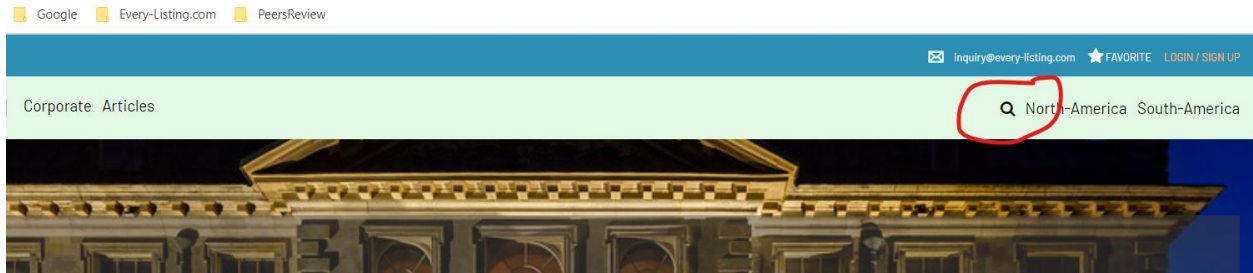 Google Every-Listing.com PeersReview
inquiry@every-listing.com FAVORITE LOGIN / SIGN UP
Corporate Articles North-America South-America